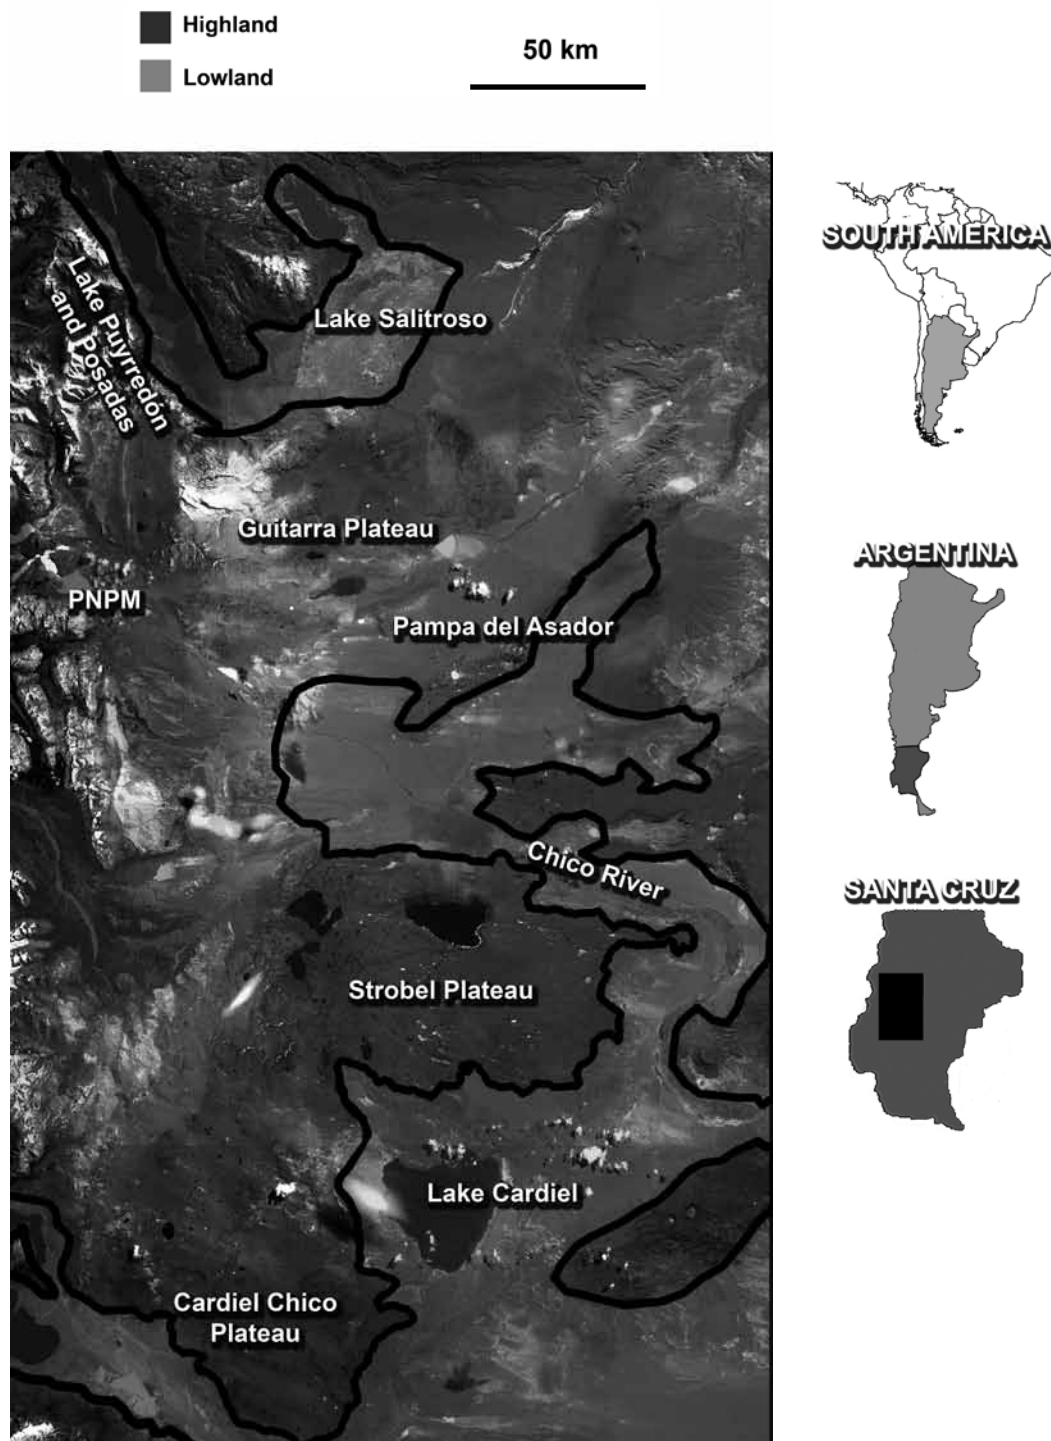 Highland
Lowland
50 km
SOUTH AMERICA
Lake Salitroso
Lake Puyrredón
and Posadas
Guitarra Plateau
ARGENTINA
PNPM
Pampa del Asador
Chico River
SANTA CRUZ
Strobel Plateau
Lake Cardiel
Cardiel Chico
Plateau